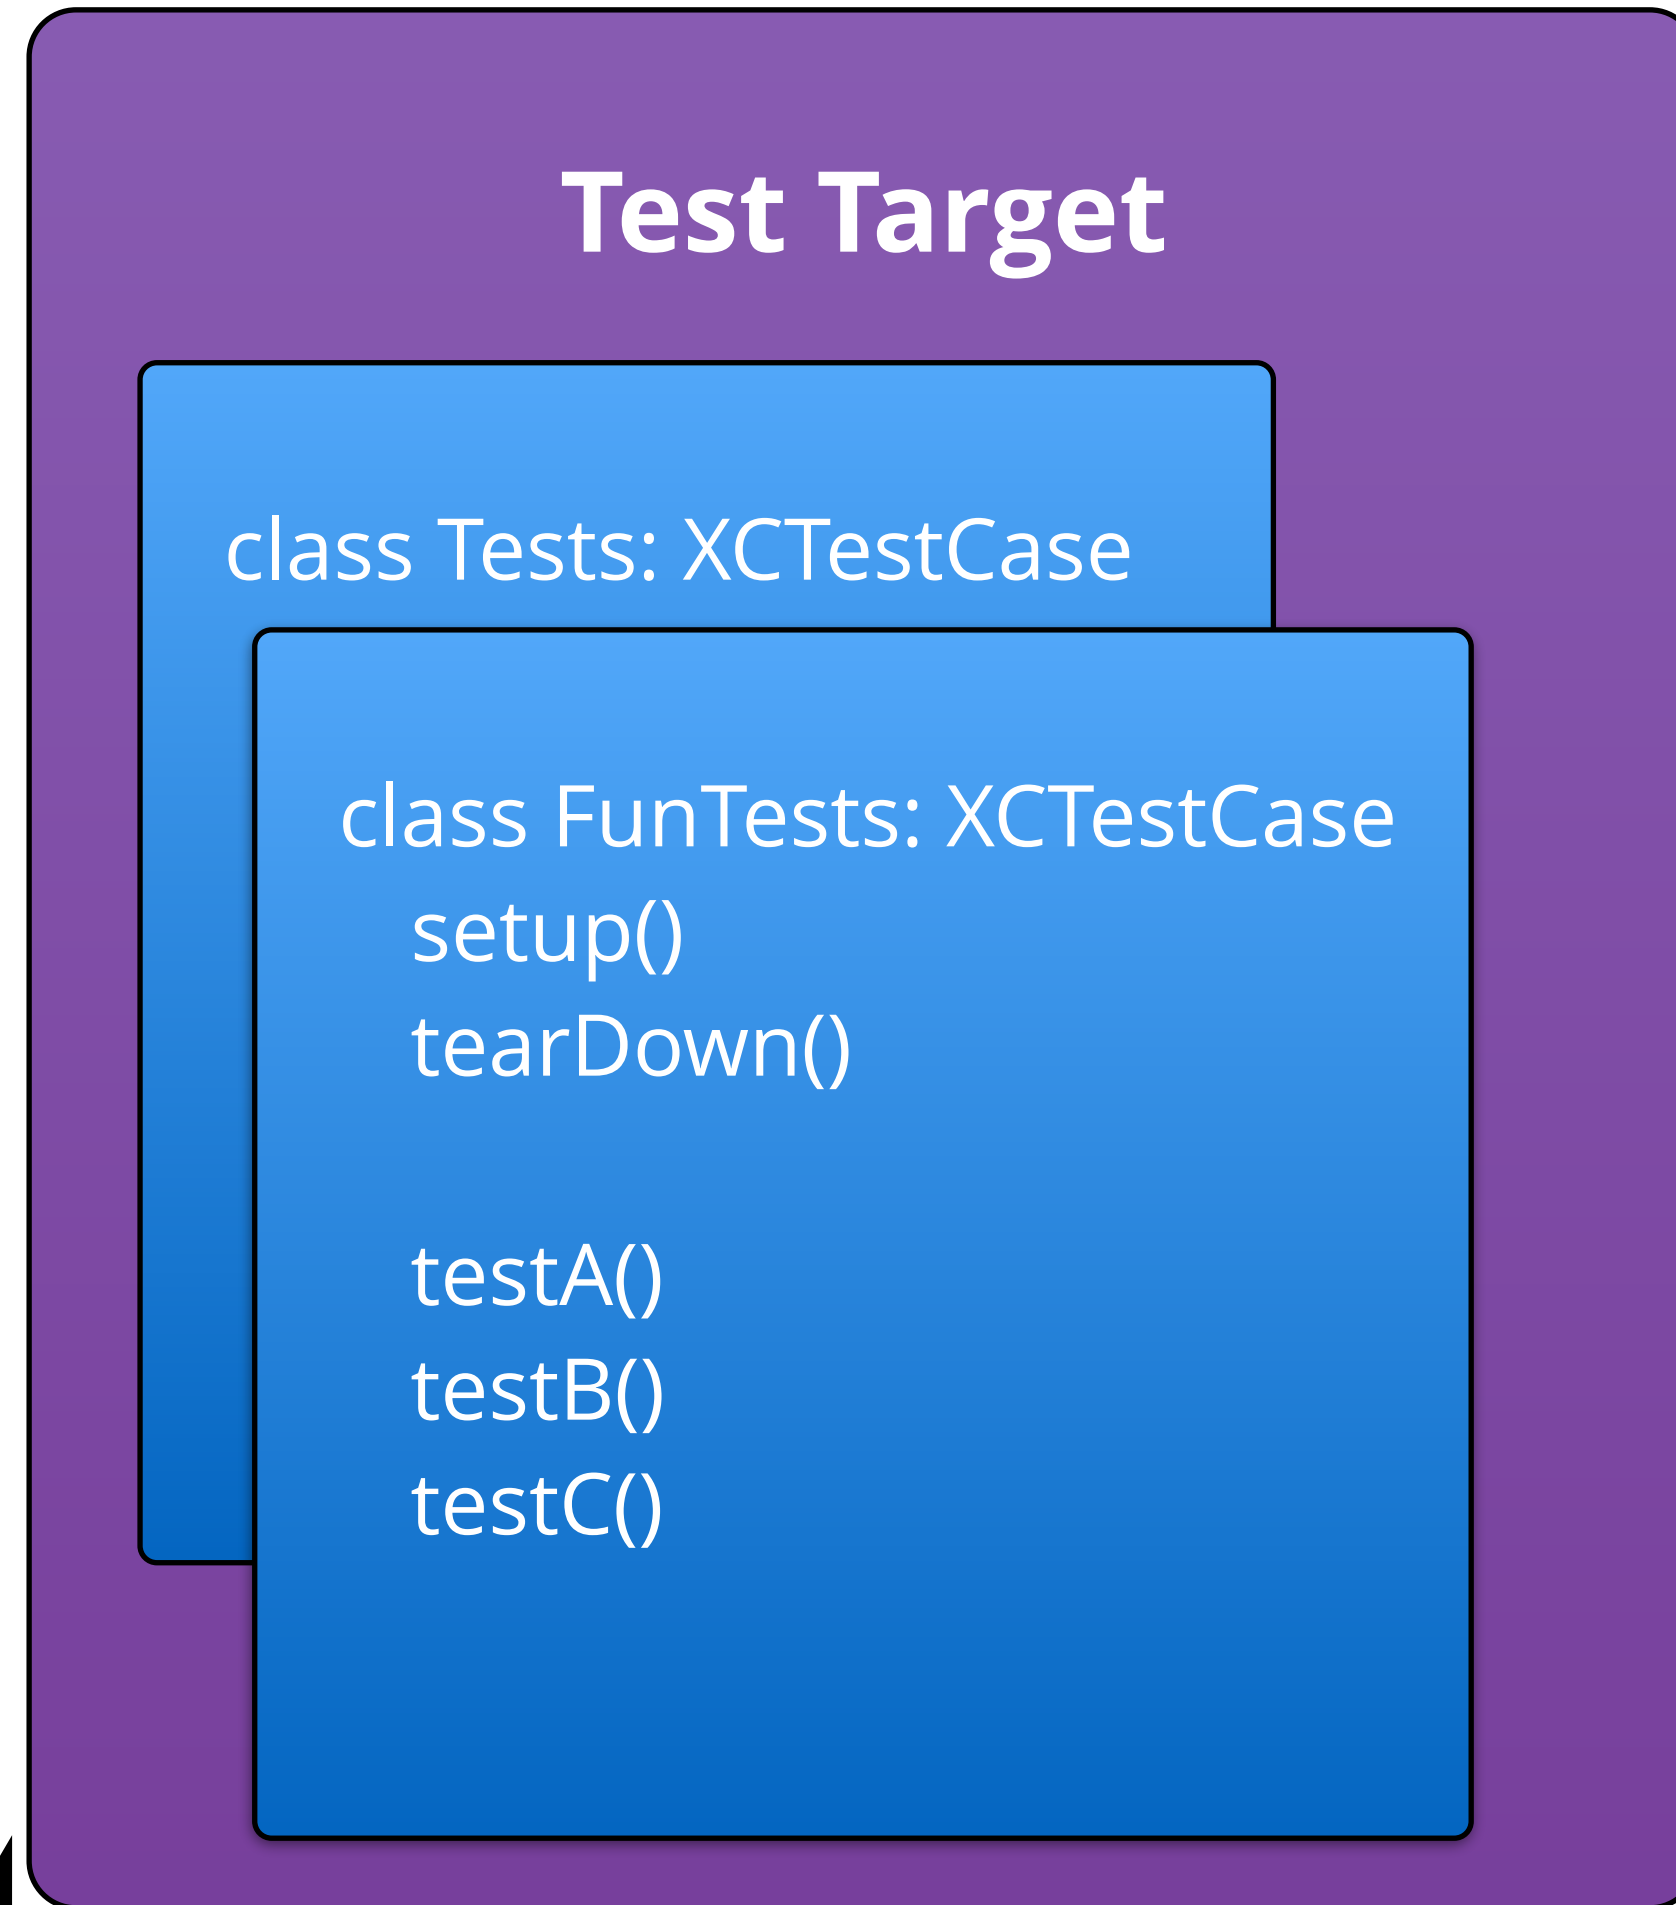 Test Target
class Tests: XCTestCase
class FunTests: XCTestCase
setup()
tearDown()
testA()
testB()
testC()